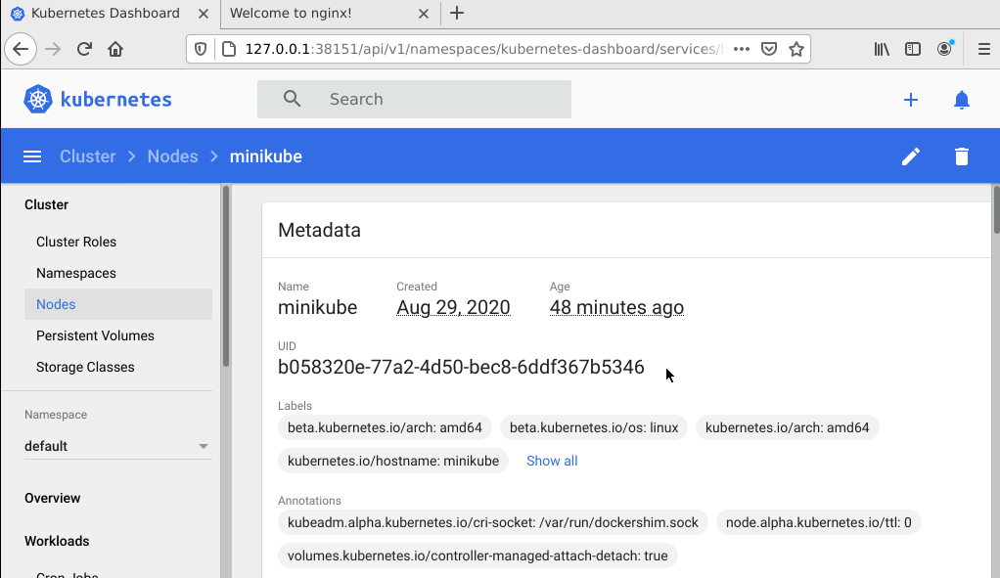 Kubernetes Dashboard
Welcome to nginx!
127.0.0.1:38151/api/v1/namespaces/kubernetes-dashboard/services/
kubernetes
Search
Cluster > Nodes > minikube
Cluster
Cluster Roles
Namespaces
Nodes
Persistent Volumes
Storage Classes
Namespace
default
Overview
Workloads
Cron Jobs
Metadata
Name Created Age
minikube Aug 29, 2020 48 minutes ago
UID
b058320e-77a2-4d50-bec8-6ddf367b5346
Labels
beta.kubernetes.io/arch: amd64 beta.kubernetes.io/os: linux kubernetes.io/arch: amd64
kubernetes.io/hostname: minikube Show all
Annotations
kubeadm.alpha.kubernetes.io/cri-socket: /var/run/dockershim.sock node.alpha.kubernetes.io/ttl: 0
volumes.kubernetes.io/controller-managed-attach-detach: true